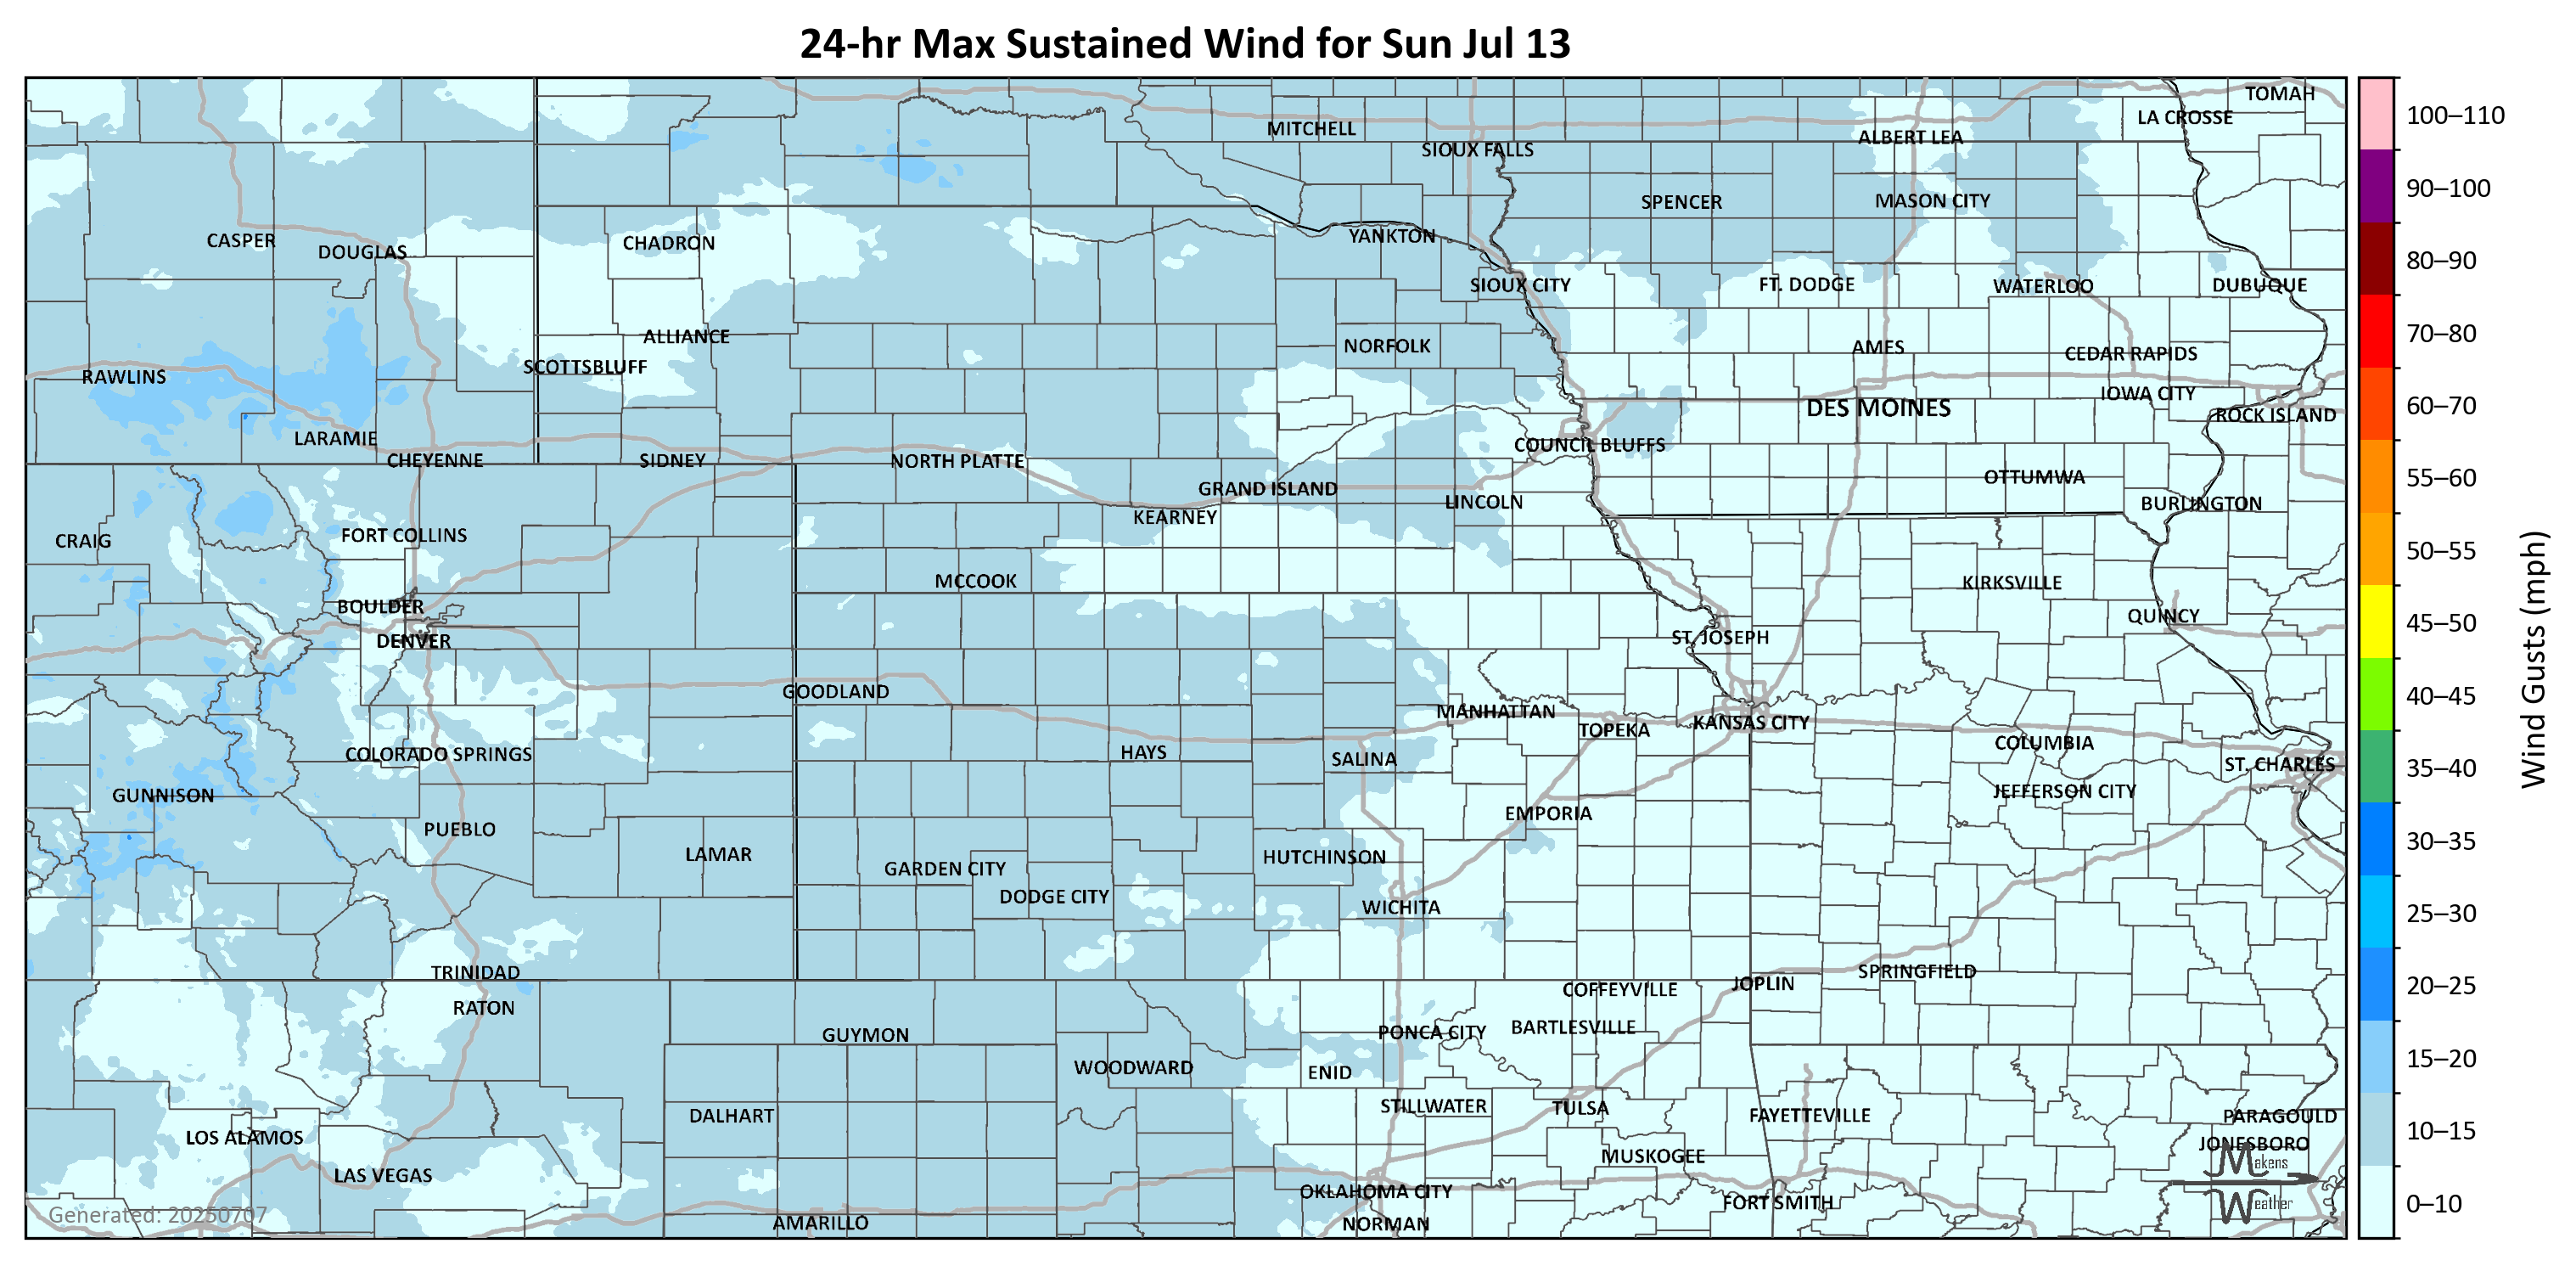 24-hr Max Sustained Wind for Sun Jul 13
TOMAH
LA CROSSE
MITCHELL
ALBERT LEA
SIOUX FALLS
SPENCER
MASON CITY
CASPER
DOUGLAS
CHADRON
YANKTON
SIOUX CITY
FT. DODGE
WATERLOO
DUBUQUE
ALLIANCE
NORFOLK
AMES
CEDAR RAPIDS
SCOTTSBLUFF
RAWLINS
IOWA CITY
DES MOINES
ROCK ISLAND
LARAMIE
COUNCIL BLUFFS
CHEYENNE
SIDNEY
NORTH PLATTE
OTTUMWA
GRAND ISLAND
LINCOLN
BURLINGTON
KEARNEY
FORT COLLINS
CRAIG
MCCOOK
KIRKSVILLE
BOULDER
QUINCY
DENVER
ST. JOSEPH
GOODLAND
MANHATTAN
TOPEKA
KANSAS CITY
COLUMBIA
COLORADO SPRINGS
HAYS
SALINA
ST. CHARLES
GUNNISON
JEFFERSON CITY
EMPORIA
PUEBLO
LAMAR
HUTCHINSON
GARDEN CITY
DODGE CITY
WICHITA
TRINIDAD
SPRINGFIELD
JOPLIN
COFFEYVILLE
RATON
GUYMON
PONCA CITY
BARTLESVILLE
WOODWARD
ENID
DALHART
STILLWATER
TULSA
FAYETTEVILLE
PARAGOULD
LOS ALAMOS
JONESBORO
MUSKOGEE
LAS VEGAS
OKLAHOMA CITY
FORT SMITH
AMARILLO
NORMAN
Makens
Weather
Generated: 20250707
100–110
90–100
80–90
70–80
60–70
55–60
50–55
45–50
40–45
35–40
30–35
25–30
20–25
15–20
10–15
0–10
Wind Gusts (mph)